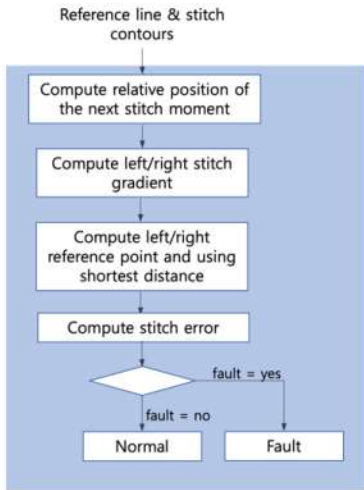 Reference line & stitch
contours
Compute relative position of
the next stitch moment
Compute left/right stitch
gradient
Compute left/right
reference point and using
shortest distance
Compute stitch error
fault = yes
fault = no
Normal
Fault